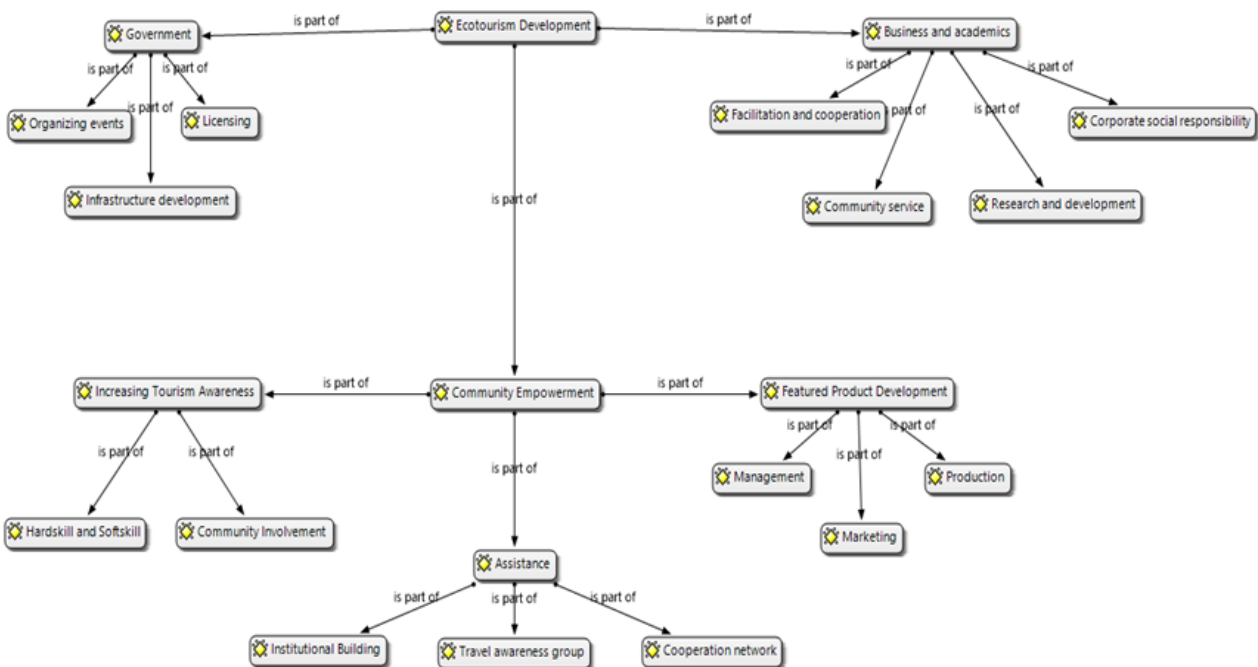 is part of
Ecotourism Development
is part of
Government
Business and academics
is part of
is part of
is part of
is part of
is part of
is part of
is part of
Organizing events
Licensing
Facilitation and cooperation
Corporate social responsibility
Infrastructure development
Community service
Research and development
is part of
Increasing Tourism Awareness
is part of
Community Empowerment
is part of
Featured Product Development
is part of
is part of
is part of
is part of
is part of
is part of
Management
Production
Hardskill and Softskill
Community Involvement
Marketing
Assistance
is part of
is part of
is part of
Institutional Building
Travel awareness group
Cooperation network